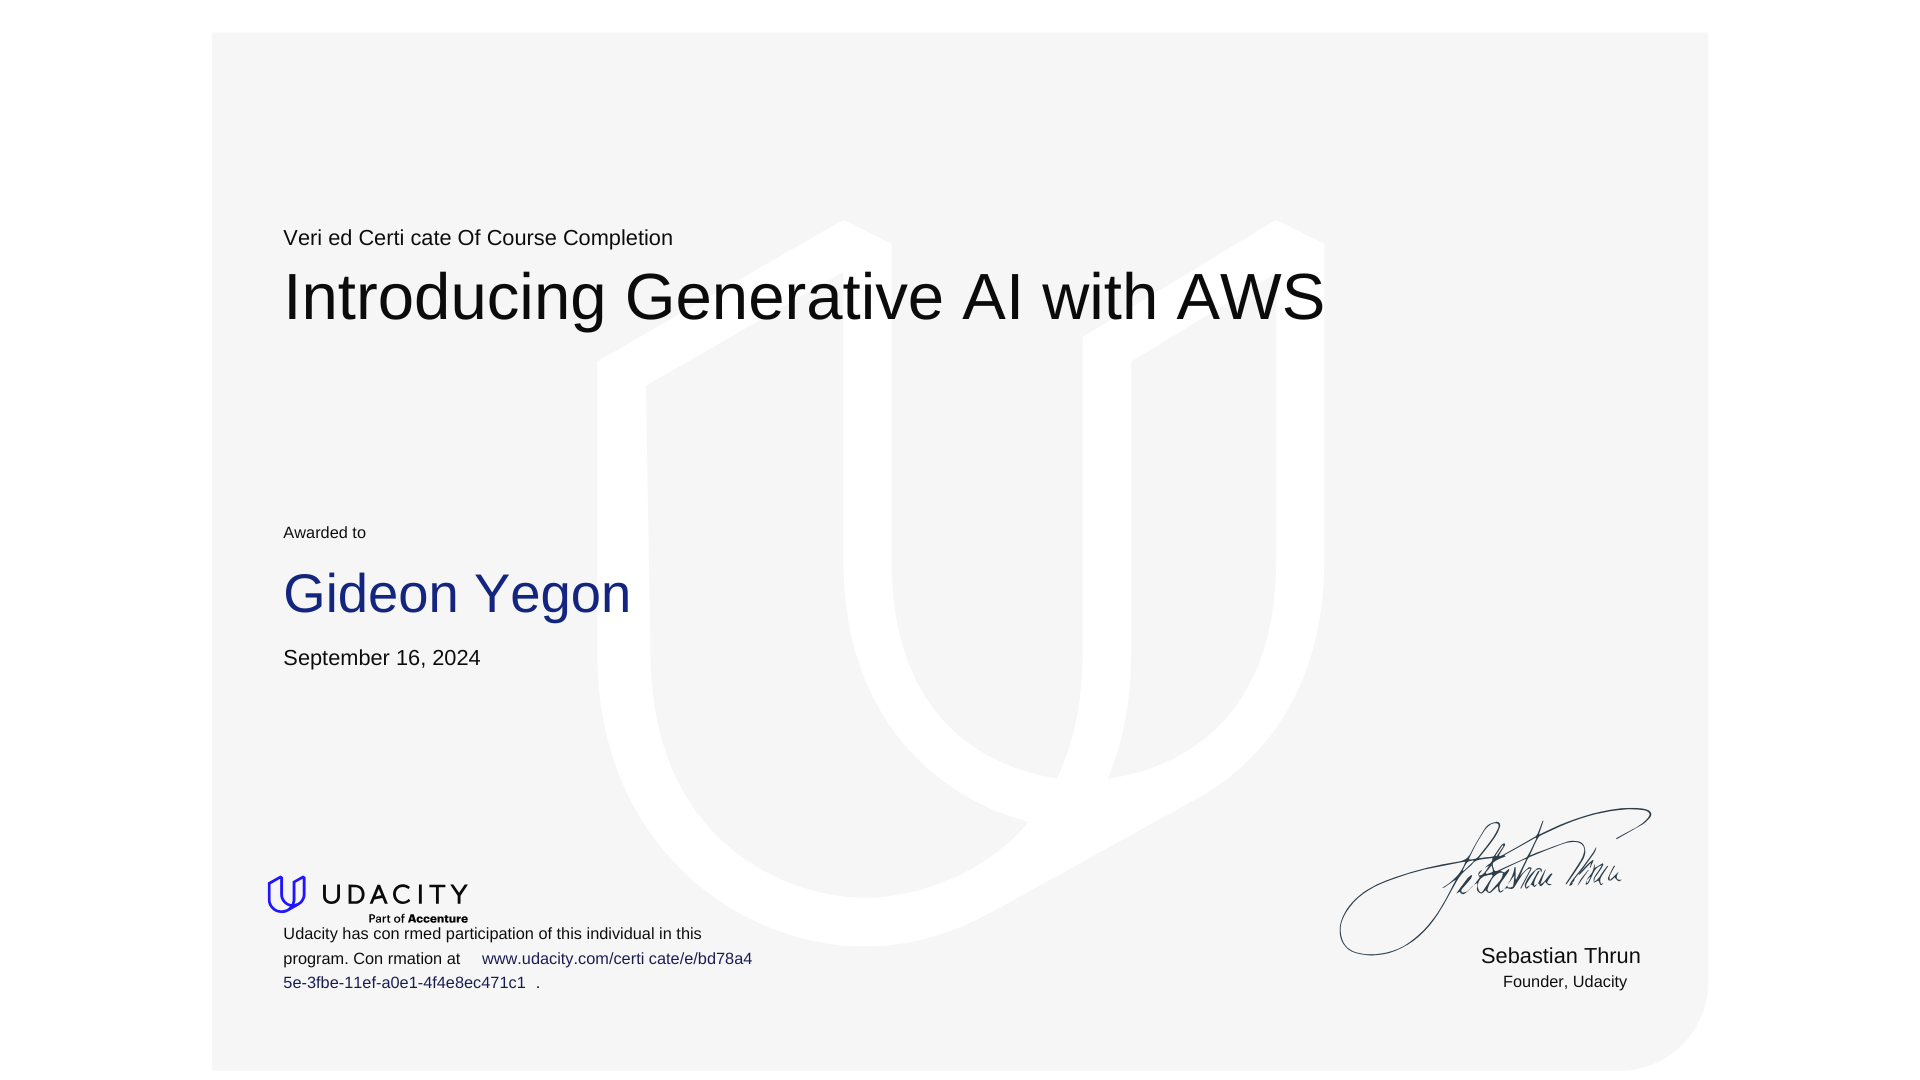 Veri ed Certi cate Of Course Completion
Introducing Generative AI with AWS
Awarded to
Gideon Yegon
September 16, 2024
UDACITY
Part of Accenture
Udacity has con rmed participation of this individual in this
program. Con rmation at www.udacity.com/certi cate/e/bd78a4
5e-3fbe-11ef-a0e1-4f4e8ec471c1 .
Sebastian Thrun
Sebastian Thrun
Founder, Udacity